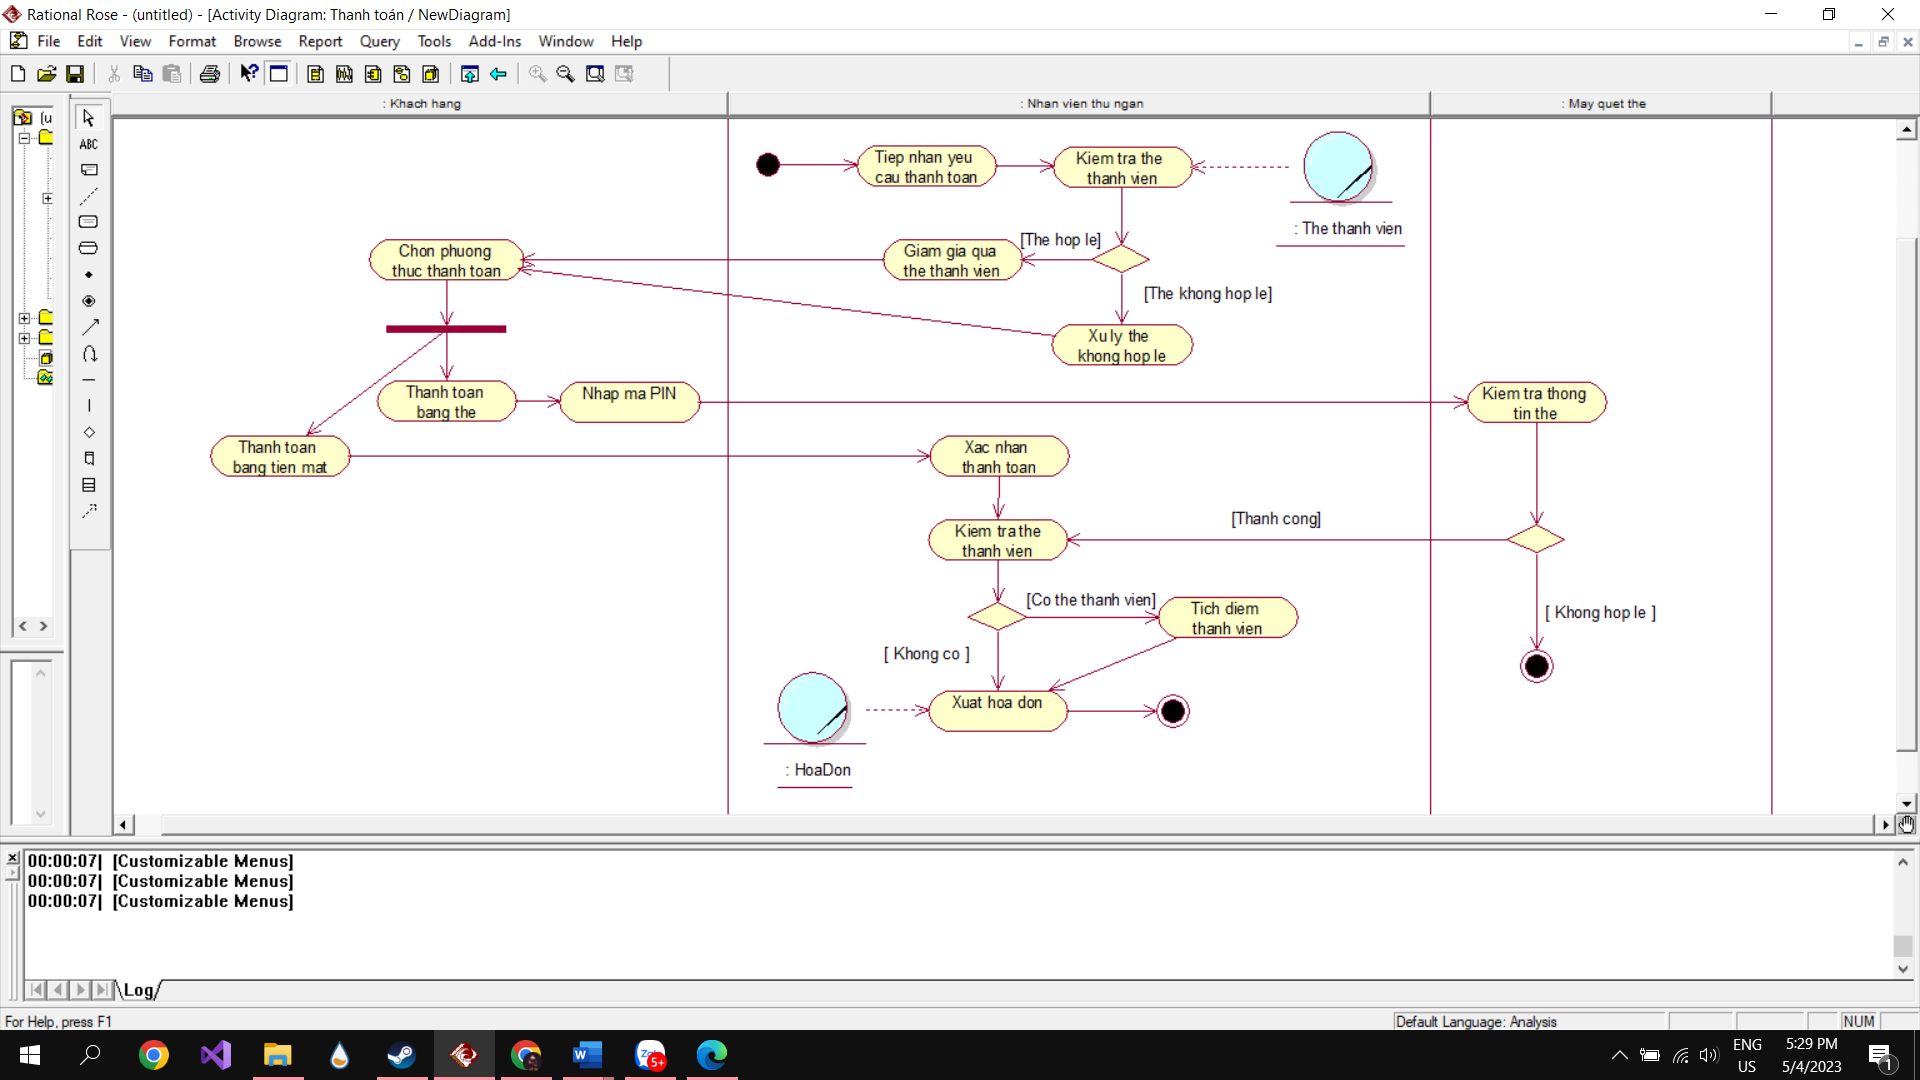 Rational Rose - (untitled) - [Activity Diagram: Thanh toán / NewDiagram]
File Edit View Format Browse Report Query Tools Add-Ins Window Help
: Khach hang
: Nhan vien thu ngan
: May quet the
(u
ABC
Tiep nhan yeu
cau thanh toan
Kiem tra the
thanh vien
: The thanh vien
Chon phuong
thuc thanh toan
Giam gia qua
the thanh vien
[The hop le]
[The khong hop le]
Xu ly the
khong hop le
Thanh toan
bang the
Nhap ma PIN
Kiem tra thong
tin the
Thanh toan
bang tien mat
Xac nhan
thanh toan
[Thanh cong]
Kiem tra the
thanh vien
[Co the thanh vien]
Tich diem
thanh vien
[ Khong hop le ]
[ Khong co ]
Xuat hoa don
: HoaDon
00:00:07| [Customizable Menus]
00:00:07| [Customizable Menus]
00:00:07| [Customizable Menus]
Log
For Help, press F1
Default Language: Analysis
NUM
ENG
US
5:29 PM
5/4/2023
5+
1